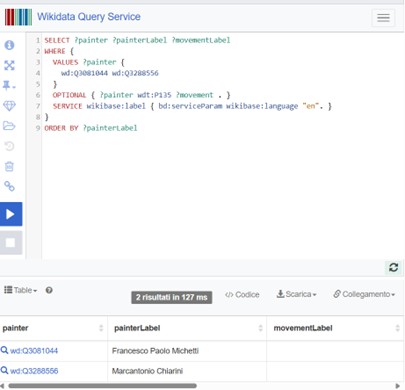 Wikidata Query Service
1 SELECT ?painter ?painterLabel ?movementLabel
2 WHERE {
3 VALUES ?painter {
4 wd:Q3081044 wd:Q3288556
5 }
6 OPTIONAL { ?painter wdt:P135 ?movement . }
7 SERVICE wikibase:label { bd:serviceParam wikibase:language "en". }
8 }
9 ORDER BY ?painterLabel
Table 2 risultati in 127 ms </> Codice Scarica Collegamento
painter painterLabel movementLabel
wd:Q3081044 Francesco Paolo Michetti
wd:Q3288556 Marcantonio Chiarini